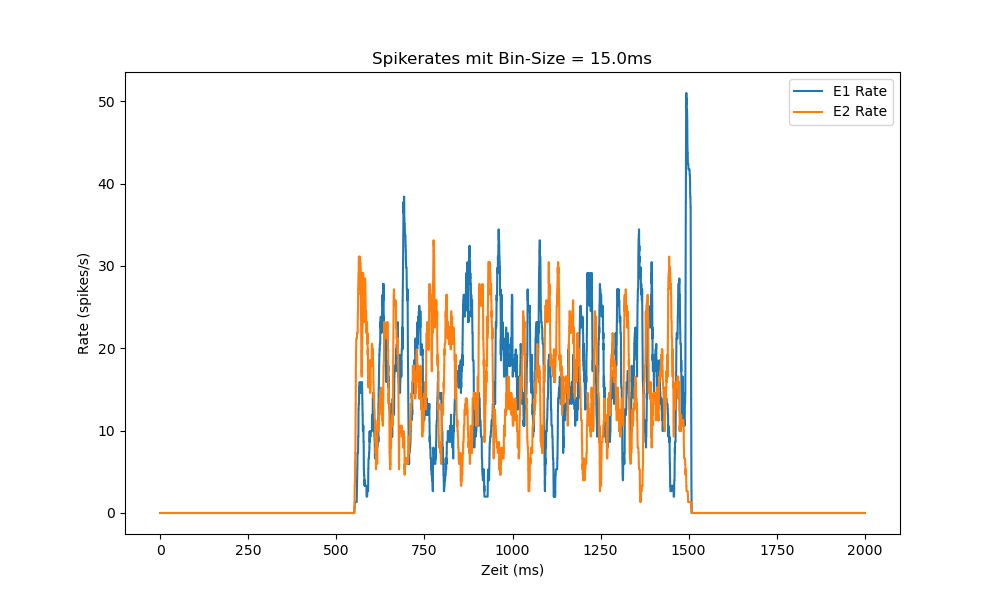 Spikerates mit Bin-Size = 15.0ms
E1 Rate
E2 Rate
50
40
30
20
10
0
Rate (spikes/s)
0 250 500 750 1000 1250 1500 1750 2000
Zeit (ms)